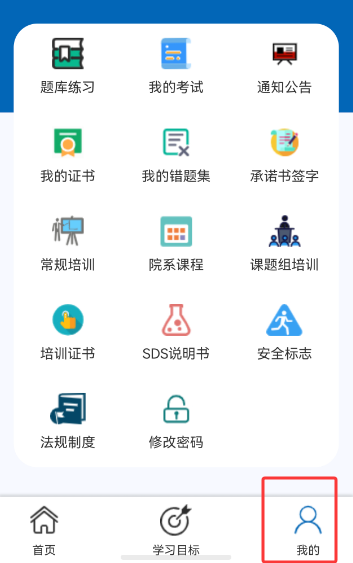 题库练习 我的考试 通知公告
我的证书 我的错题集 承诺书签字
常规培训 院系课程 课题组培训
培训证书 SDS说明书 安全标志
法规制度 修改密码
首页 学习目标 我的